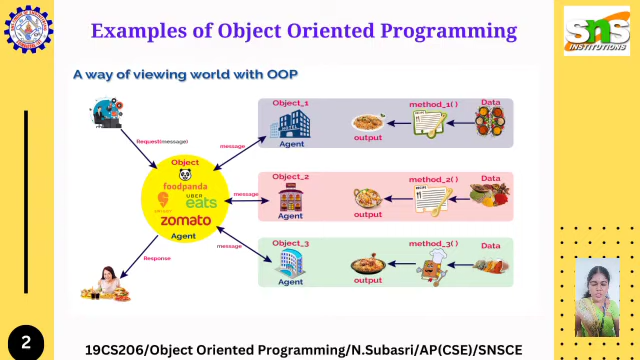 Examples of Object Oriented Programming
SNS
INSTITUTIONS
A way of viewing world with OOP
Object_1
method_1( )
Data
Request(message)
message
Agent
output
Object
foodpanda
UBER
eats
zomato
Agent
message
Object_2
method_2( )
Data
Agent
output
message
Response
Object_3
method_3( )
Data
Agent
output
2
19CS206/Object Oriented Programming/N.Subasri/AP(CSE)/SNSCE